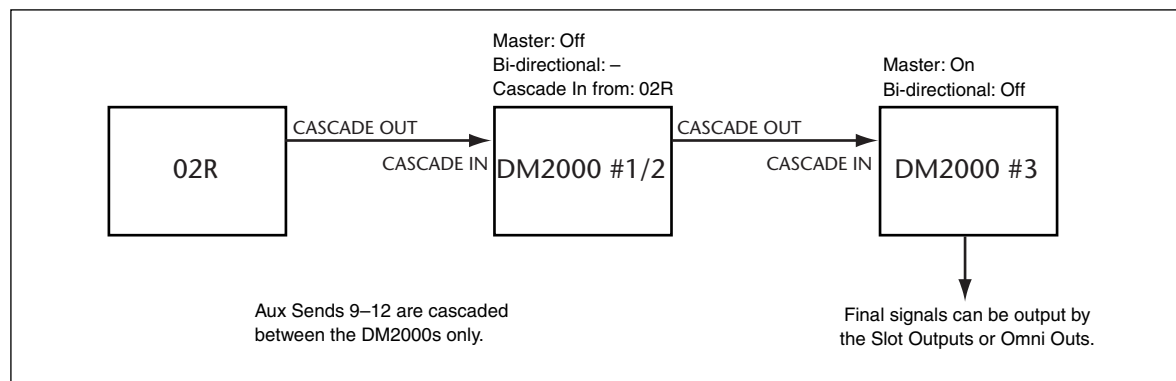 Master: Off
Bi-directional: –
Cascade In from: 02R
Master: On
Bi-directional: Off
02R
CASCADE OUT
CASCADE IN
DM2000 #1/2
CASCADE OUT
CASCADE IN
DM2000 #3
Aux Sends 9–12 are cascaded
between the DM2000s only.
Final signals can be output by
the Slot Outputs or Omni Outs.